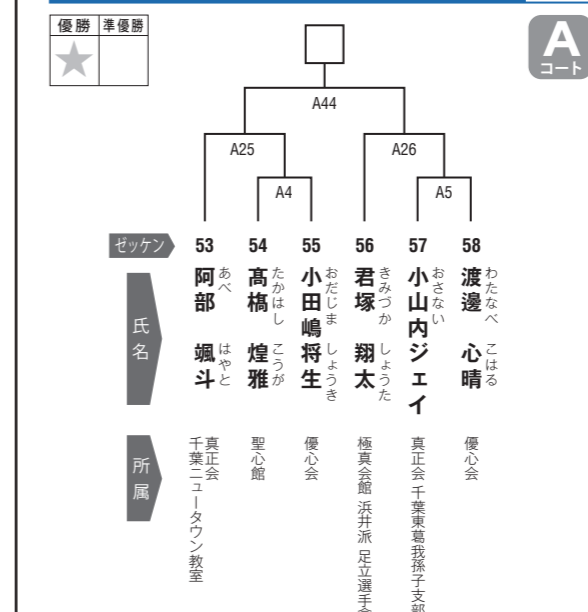 優勝 準優勝
A
コート
A44
A25 A26
A4 A5
ゼッケン 53 54 55 56 57 58
氏名
阿部 颯斗
あべ はやと
髙橋 煌雅
たかはし こうが
小田嶋 将生
おだじま しょうき
君塚 翔太
きみづか しょうた
小山内 ジェイ
おさない
渡邊 心晴
わたなべ こはる
所属
真正会
千葉ニュータウン教室
聖心館
優心会
極真会館 浜井派 足立選手会
真正会 千葉東葛我孫子支部
優心会